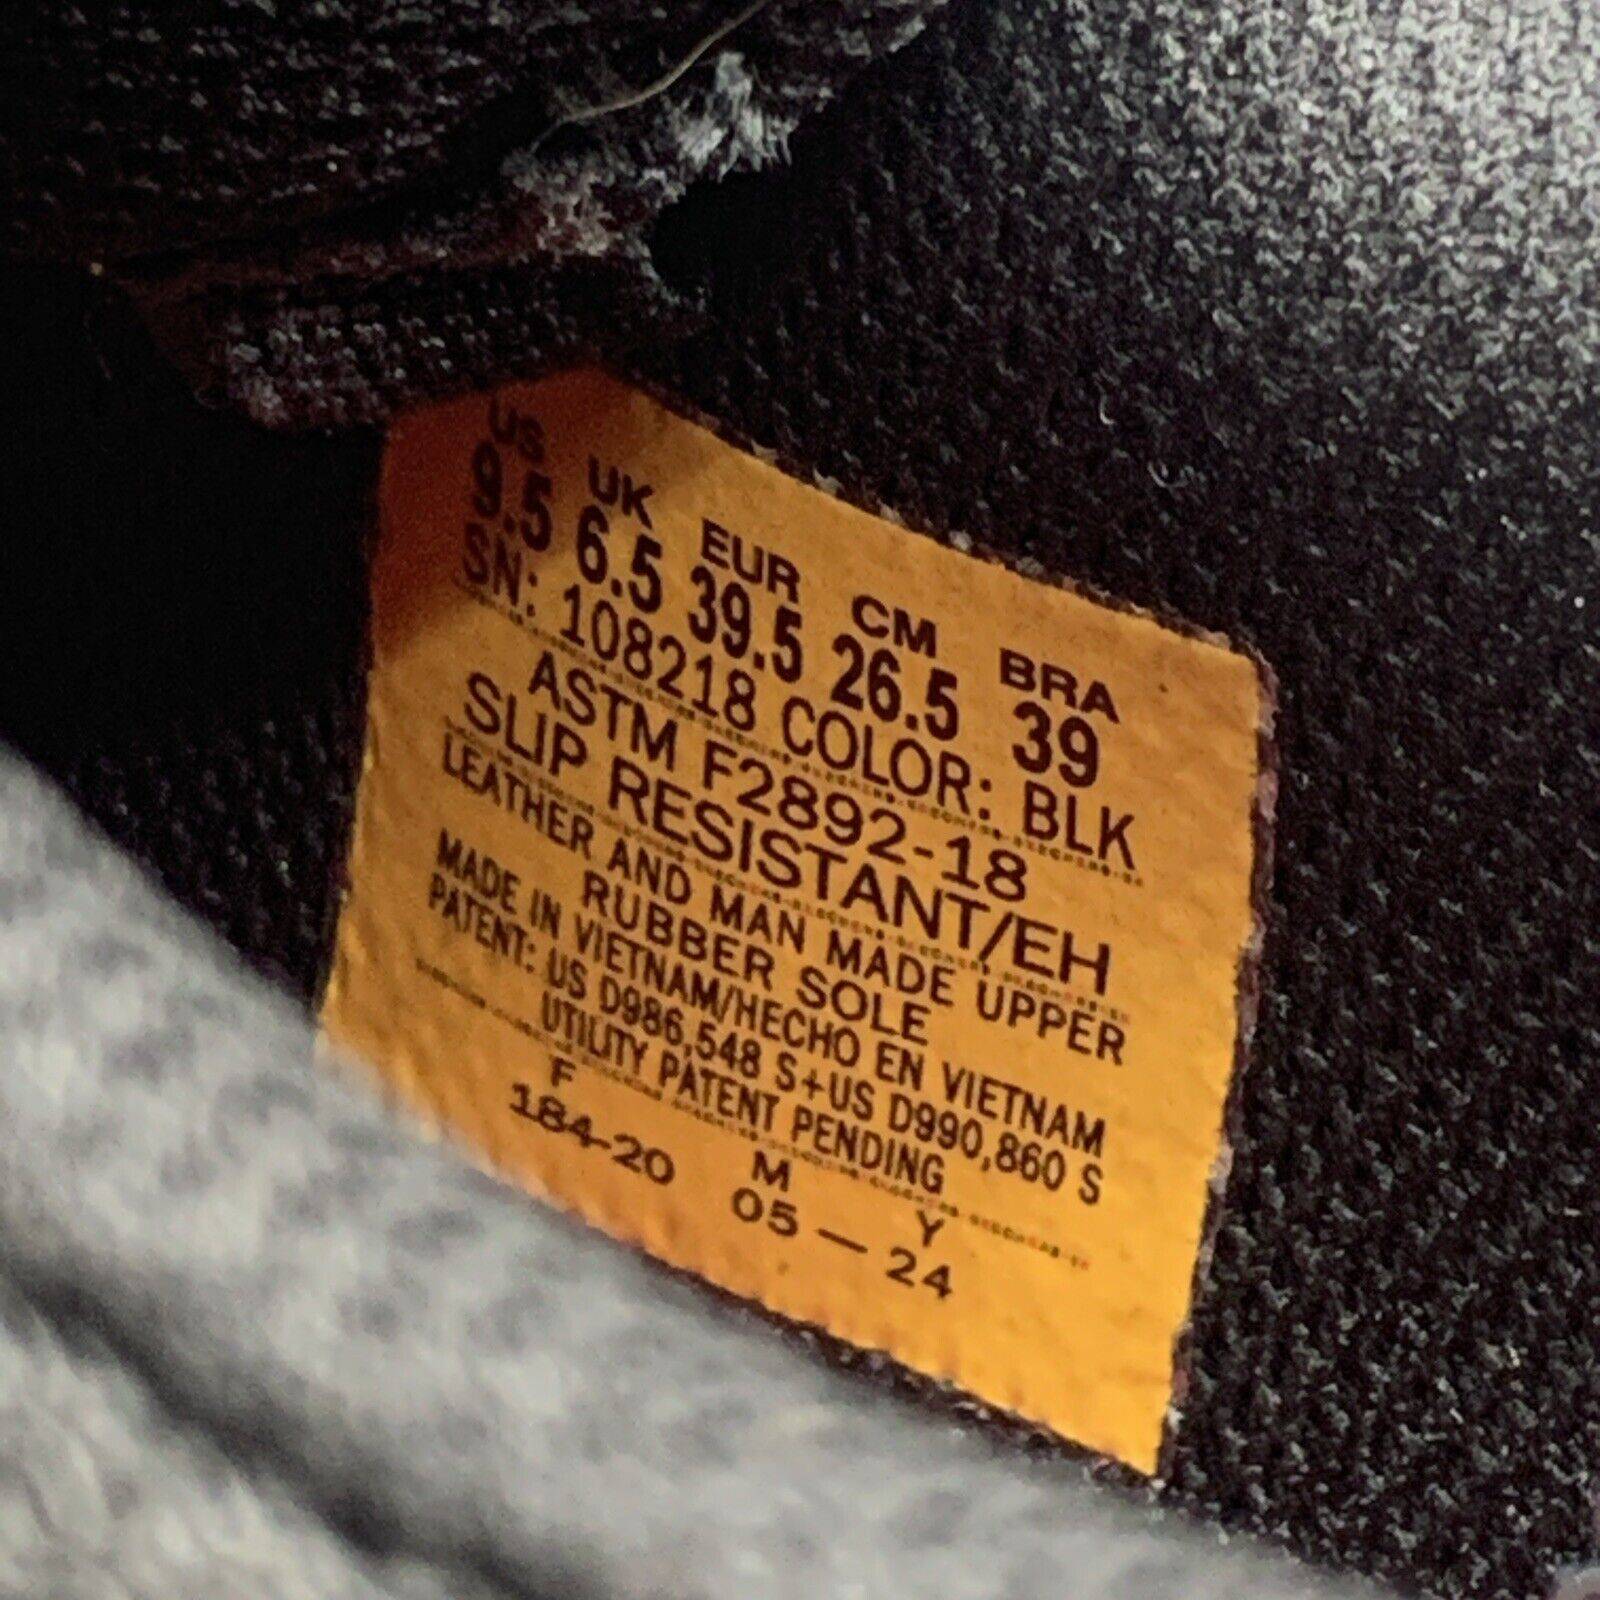 US UK EUR CM BRA
9.5 6.5 39.5 26.5 39
SN: 108218 COLOR: BLK
ASTM F2892-18
SLIP RESISTANT/EH
LEATHER AND MAN MADE UPPER
RUBBER SOLE
MADE IN VIETNAM/HECHO EN VIETNAM
PATENT: US D986,548 S+US D990,860 S
UTILITY PATENT PENDING
F M Y
184-20 05 — 24